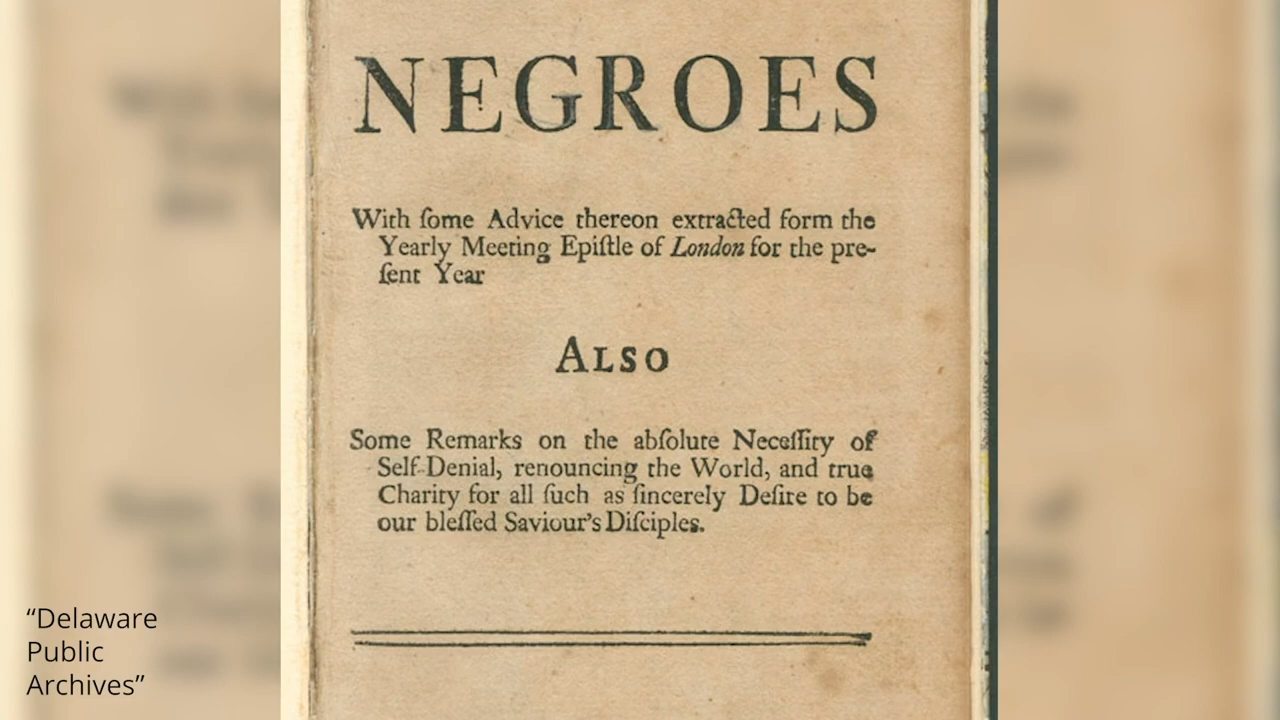 NEGROES
With ſome Advice thereon extracted form the
Yearly Meeting Epiſtle of London for the pre-
ſent Year
ALSO
Some Remarks on the abſolute Neceſſity of
Self-Denial, renouncing the World, and true
Charity for all ſuch as ſincerely Deſire to be
our bleſſed Saviour's Diſciples.
“Delaware
Public
Archives”